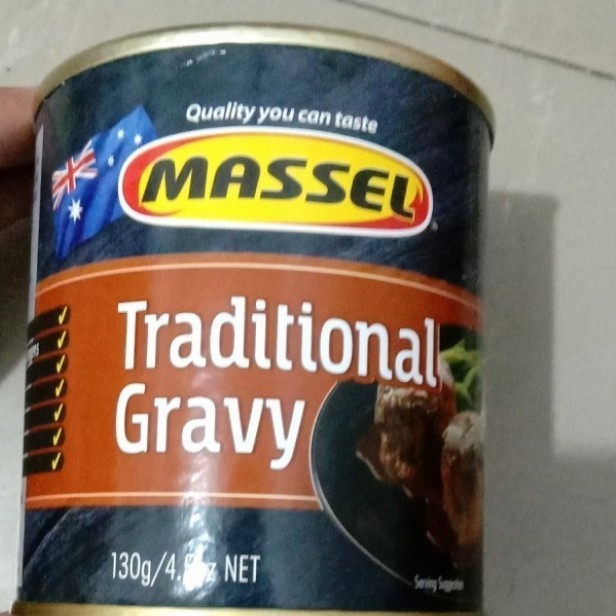 Quality you can taste
MASSEL
Traditional
Gravy
130g/4. NET
Serving Suggestion